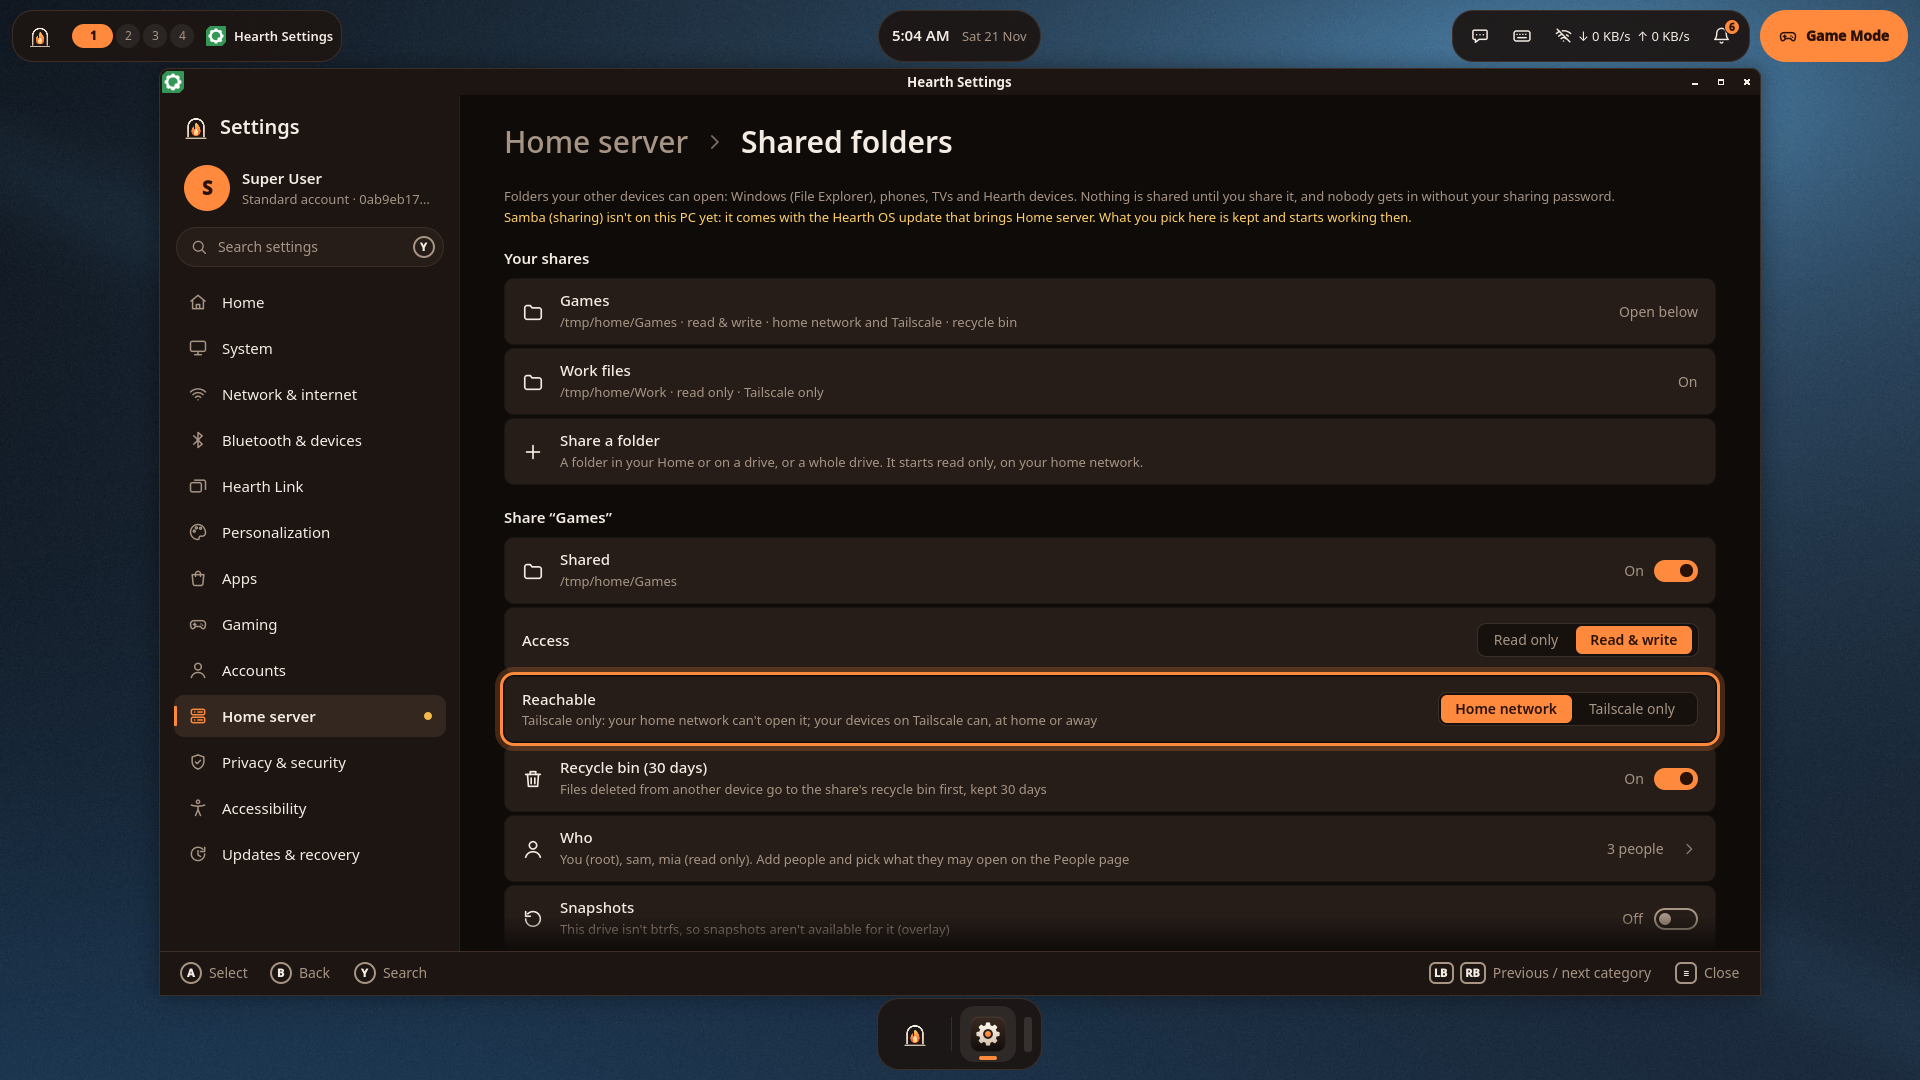 1 2 3 4 Hearth Settings
5:04 AM Sat 21 Nov
↓ 0 KB/s ↑ 0 KB/s
6
Game Mode
Hearth Settings
Settings
S
Super User
Standard account · 0ab9eb17...
Search settings Y
Home
System
Network & internet
Bluetooth & devices
Hearth Link
Personalization
Apps
Gaming
Accounts
Home server
Privacy & security
Accessibility
Updates & recovery
Home server > Shared folders
Folders your other devices can open: Windows (File Explorer), phones, TVs and Hearth devices. Nothing is shared until you share it, and nobody gets in without your sharing password.
Samba (sharing) isn't on this PC yet: it comes with the Hearth OS update that brings Home server. What you pick here is kept and starts working then.
Your shares
Games
/tmp/home/Games · read & write · home network and Tailscale · recycle bin
Open below
Work files
/tmp/home/Work · read only · Tailscale only
On
Share a folder
A folder in your Home or on a drive, or a whole drive. It starts read only, on your home network.
Share “Games”
Shared
/tmp/home/Games
On
Access
Read only Read & write
Reachable
Tailscale only: your home network can't open it; your devices on Tailscale can, at home or away
Home network Tailscale only
Recycle bin (30 days)
Files deleted from another device go to the share's recycle bin first, kept 30 days
On
Who
You (root), sam, mia (read only). Add people and pick what they may open on the People page
3 people
Snapshots
This drive isn't btrfs, so snapshots aren't available for it (overlay)
Off
A Select B Back Y Search
LB RB Previous / next category ≡ Close